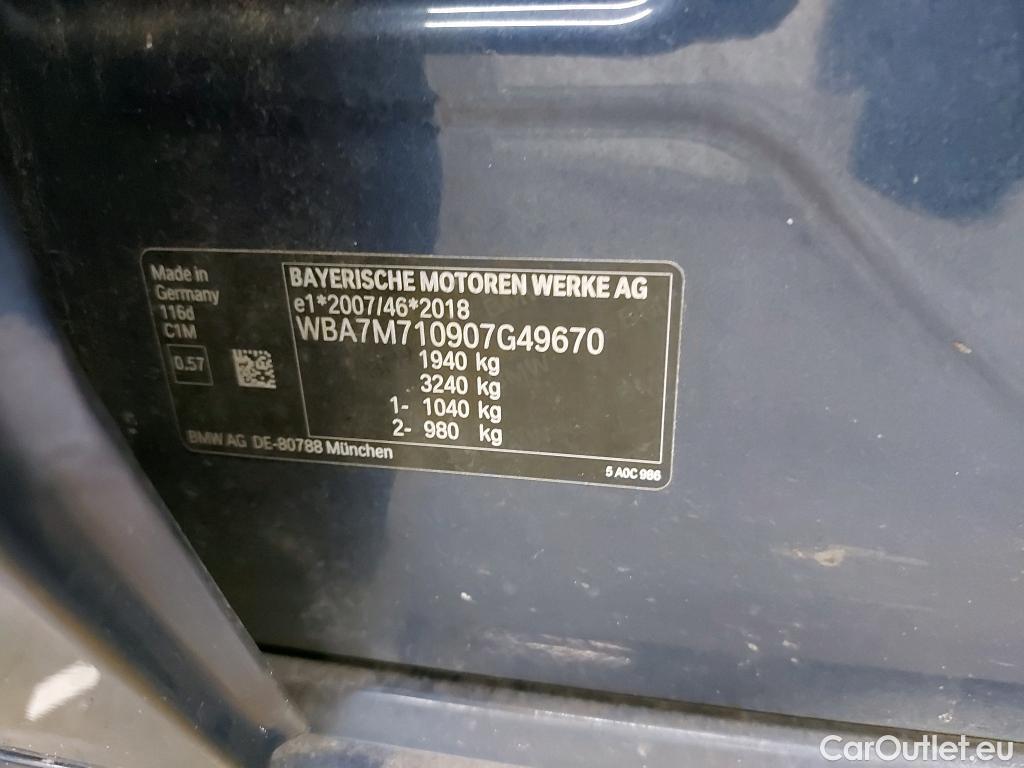 Made in
Germany
116d
C1M
0.57
BAYERISCHE MOTOREN WERKE AG
e1*2007/46*2018
WBA7M710907G49670
1940 kg
3240 kg
1- 1040 kg
2- 980 kg
BMW AG DE-80788 München
5 A0C 986
CarOutlet.eu